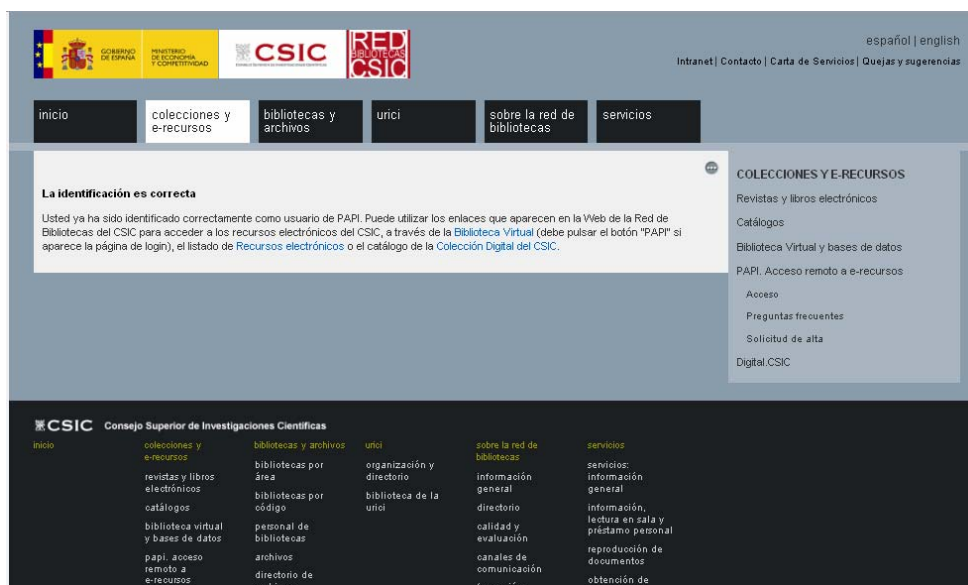 GOBIERNO
DE ESPAÑA
MINISTERIO
DE ECONOMÍA
Y COMPETITIVIDAD
CSIC
RED
BIBLIOTECAS
CSIC
español | english
Intranet | Contacto | Carta de Servicios | Quejas y sugerencias
inicio
colecciones y
e-recursos
bibliotecas y
archivos
urici
sobre la red de
bibliotecas
servicios
La identificación es correcta
Usted ya ha sido identificado correctamente como usuario de PAPI. Puede utilizar los enlaces que aparecen en la Web de la Red de
Bibliotecas del CSIC para acceder a los recursos electrónicos del CSIC, a través de la Biblioteca Virtual (debe pulsar el botón "PAPI" si
aparece la página de login), el listado de Recursos electrónicos o el catálogo de la Colección Digital del CSIC.
COLECCIONES Y E-RECURSOS
Revistas y libros electrónicos
Catálogos
Biblioteca Virtual y bases de datos
PAPI. Acceso remoto a e-recursos
Acceso
Preguntas frecuentes
Solicitud de alta
Digital.CSIC
CSIC Consejo Superior de Investigaciones Científicas
inicio
colecciones y
e-recursos
revistas y libros
electrónicos
catálogos
biblioteca virtual
y bases de datos
papi. acceso
remoto a
e-recursos
bibliotecas y archivos
bibliotecas por
área
bibliotecas por
código
personal de
bibliotecas
archivos
directorio de
urici
organización y
directorio
biblioteca de la
urici
sobre la red de
bibliotecas
información
general
directorio
calidad y
evaluación
canales de
comunicación
servicios
servicios:
información
general
información,
lectura en sala y
préstamo personal
reproducción de
documentos
obtención de